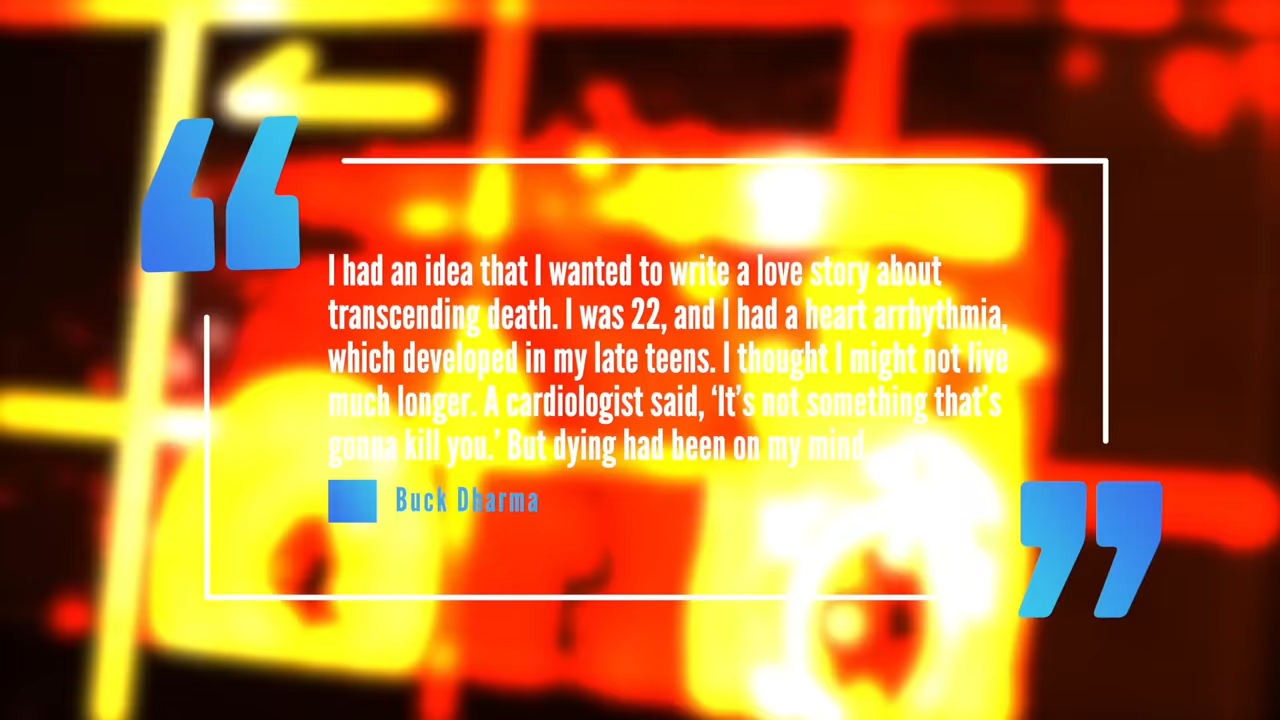 I had an idea that I wanted to write a love story about
transcending death. I was 22, and I had a heart arrhythmia,
which developed in my late teens. I thought I might not live
much longer. A cardiologist said, ‘It’s not something that’s
gonna kill you.’ But dying had been on my mind.
Buck Dharma